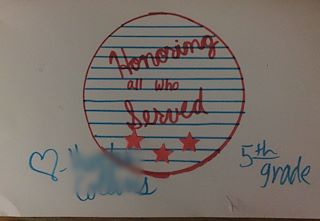 Honoring
all who
Served
5th
grade